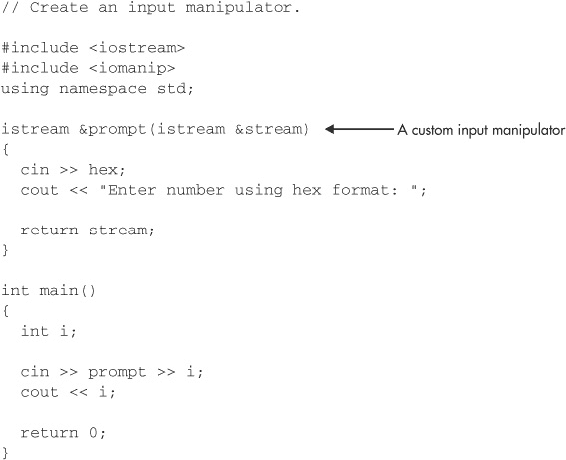 // Create an input manipulator.

#include <iostream>
#include <iomanip>
using namespace std;

istream &prompt(istream &stream) A custom input manipulator
{
  cin >> hex;
  cout << "Enter number using hex format: ";

  return stream;
}

int main()
{
  int i;

  cin >> prompt >> i;
  cout << i;

  return 0;
}